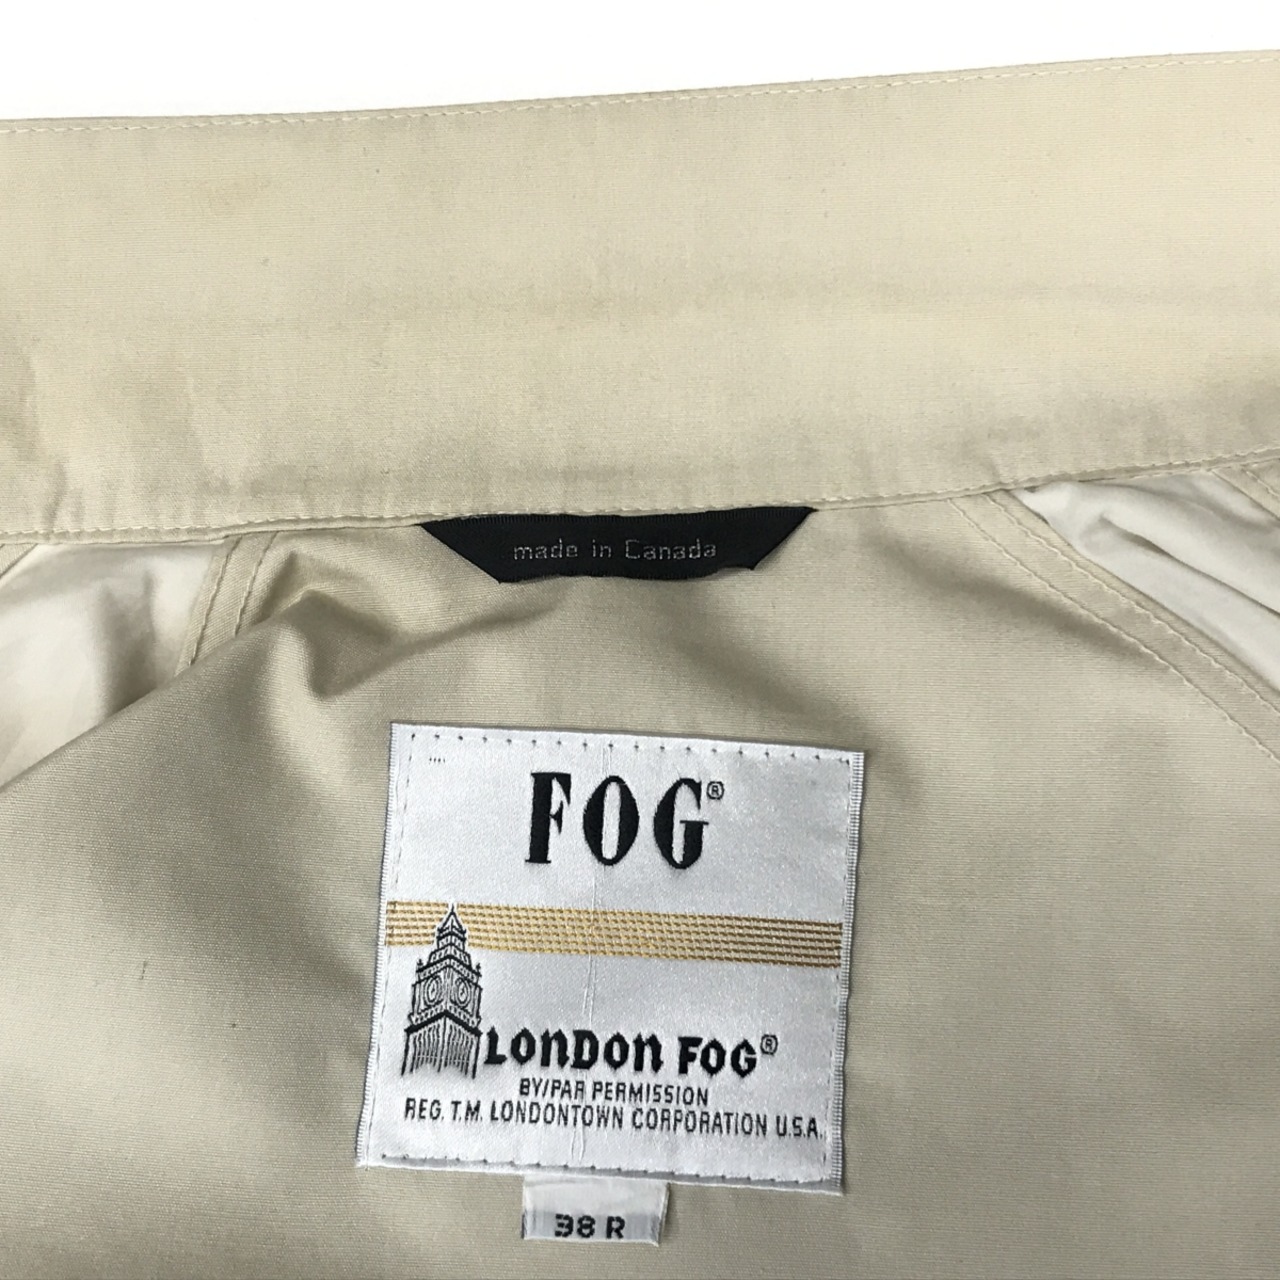 made in Canada
FOG®
LONDON FOG®
BY/PAR PERMISSION
REG. T.M. LONDONTOWN CORPORATION U.S.A.
38 R